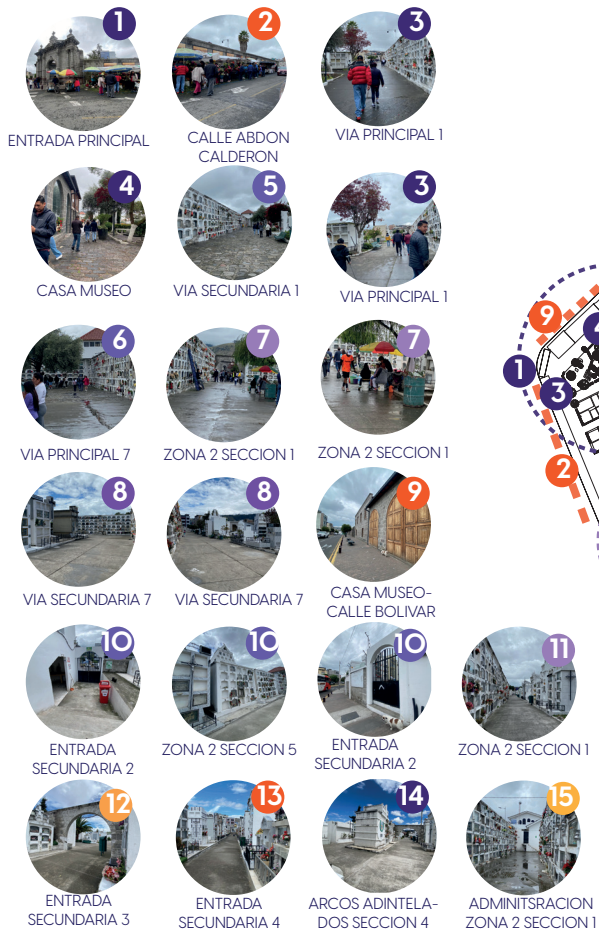 1
2
3
ENTRADA PRINCIPAL
CALLE ABDON
CALDERON
VIA PRINCIPAL 1
4
5
3
CASA MUSEO
VIA SECUNDARIA 1
VIA PRINCIPAL 1
6
7
7
VIA PRINCIPAL 7
ZONA 2 SECCION 1
ZONA 2 SECCION 1
8
8
9
VIA SECUNDARIA 7
VIA SECUNDARIA 7
CASA MUSEO-
CALLE BOLIVAR
10
10
10
11
ENTRADA
SECUNDARIA 2
ZONA 2 SECCION 5
ENTRADA
SECUNDARIA 2
ZONA 2 SECCION 1
12
13
14
15
ENTRADA
SECUNDARIA 3
ENTRADA
SECUNDARIA 4
ARCOS ADINTELA-
DOS SECCION 4
ADMINITSRACION
ZONA 2 SECCION 1
9
1
3
2